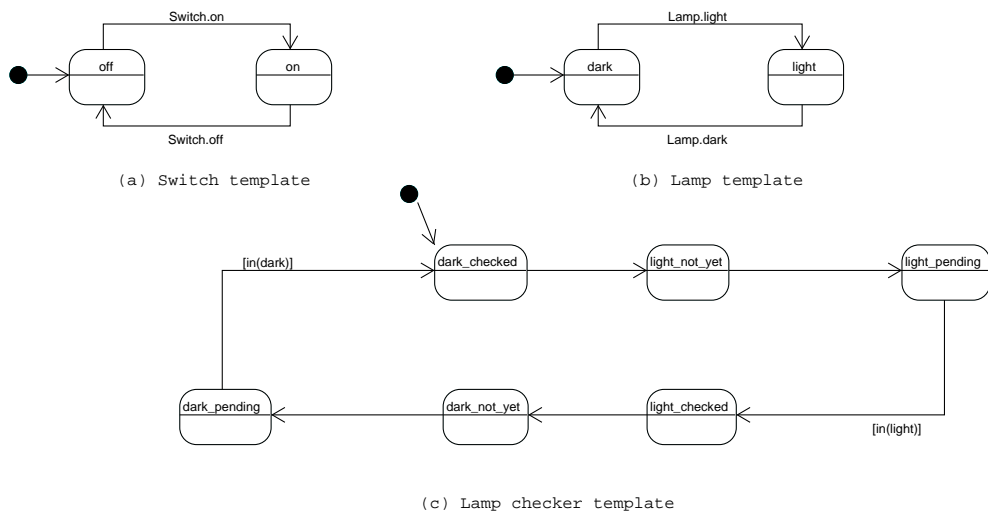 Switch.on
Lamp.light
off
on
dark
light
Switch.off
Lamp.dark
(a) Switch template
(b) Lamp template
[in(dark)]
dark_checked
light_not_yet
light_pending
dark_pending
dark_not_yet
light_checked
[in(light)]
(c) Lamp checker template